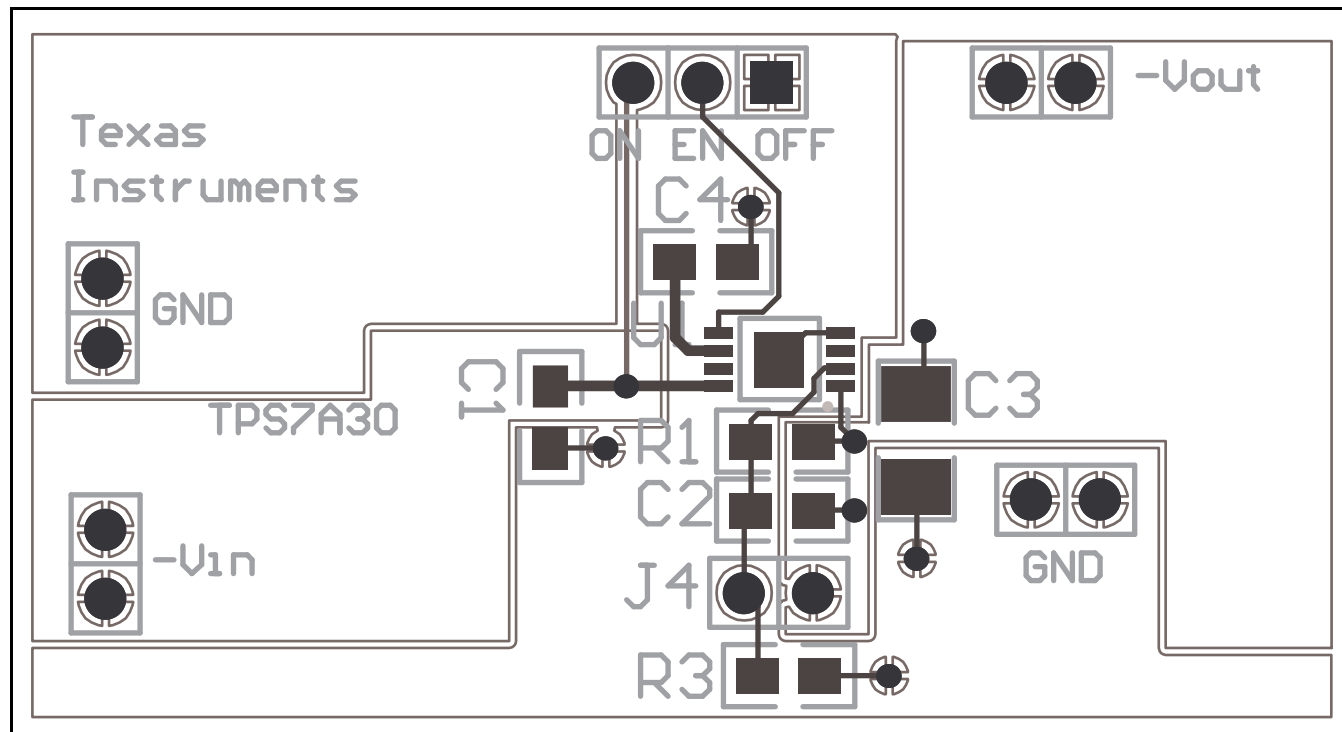 -Vout
Texas
ON EN OFF
Instruments
C4
GND
U1
C1
C3
TPS7A30
R1
C2
-Vin
GND
J4
R3